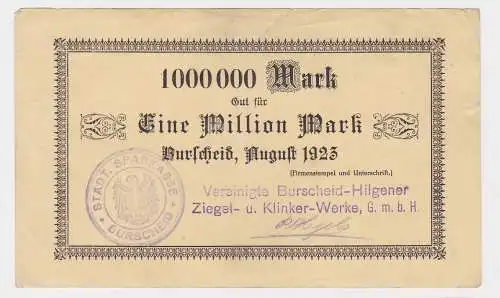 1000000 Mark
Gut für
Eine Million Mark
Burscheid, August 1923
(Firmenstempel und Unterschrift.)
STÄDT. SPARKASSE
BURSCHEID
Vereinigte Burscheid-Hilgener
Ziegel- u. Klinker-Werke, G. m. b. H.